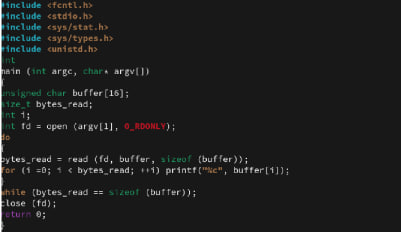 #include <fcntl.h>
#include <stdio.h>
#include <sys/stat.h>
#include <sys/types.h>
#include <unistd.h>
int
main (int argc, char* argv[])
{
unsigned char buffer[16];
size_t bytes_read;
int i;
int fd = open (argv[1], O_RDONLY);
do
{
bytes_read = read (fd, buffer, sizeof (buffer));
for (i =0; i < bytes_read; ++i) printf("%c", buffer[i]);
}
while (bytes_read == sizeof (buffer));
close (fd);
return 0;
}